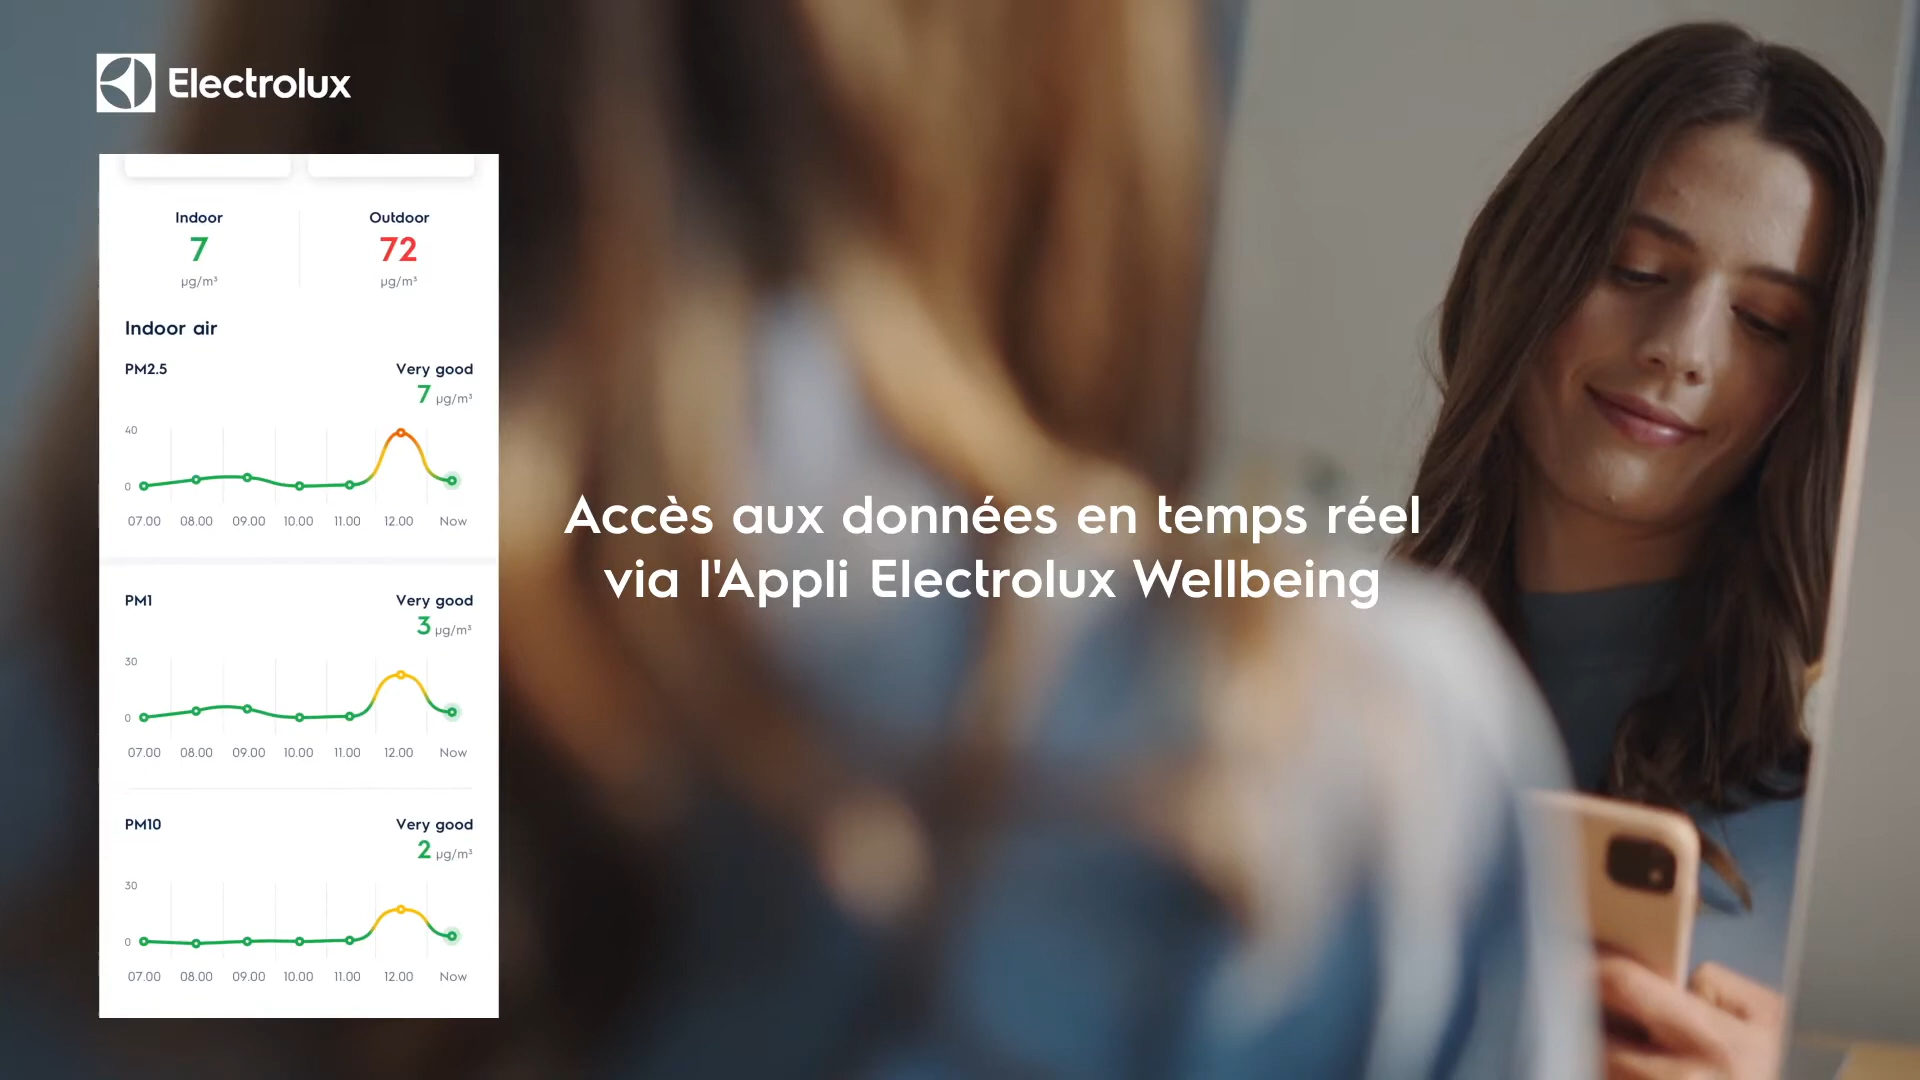 Electrolux
Indoor
7
µg/m³
Outdoor
72
µg/m³
Indoor air
PM2.5
Very good
7 µg/m³
40
0
07.00 08.00 09.00 10.00 11.00 12.00 Now
PM1
Very good
3 µg/m³
30
0
07.00 08.00 09.00 10.00 11.00 12.00 Now
PM10
Very good
2 µg/m³
30
0
07.00 08.00 09.00 10.00 11.00 12.00 Now
Accès aux données en temps réel
via l'Appli Electrolux Wellbeing